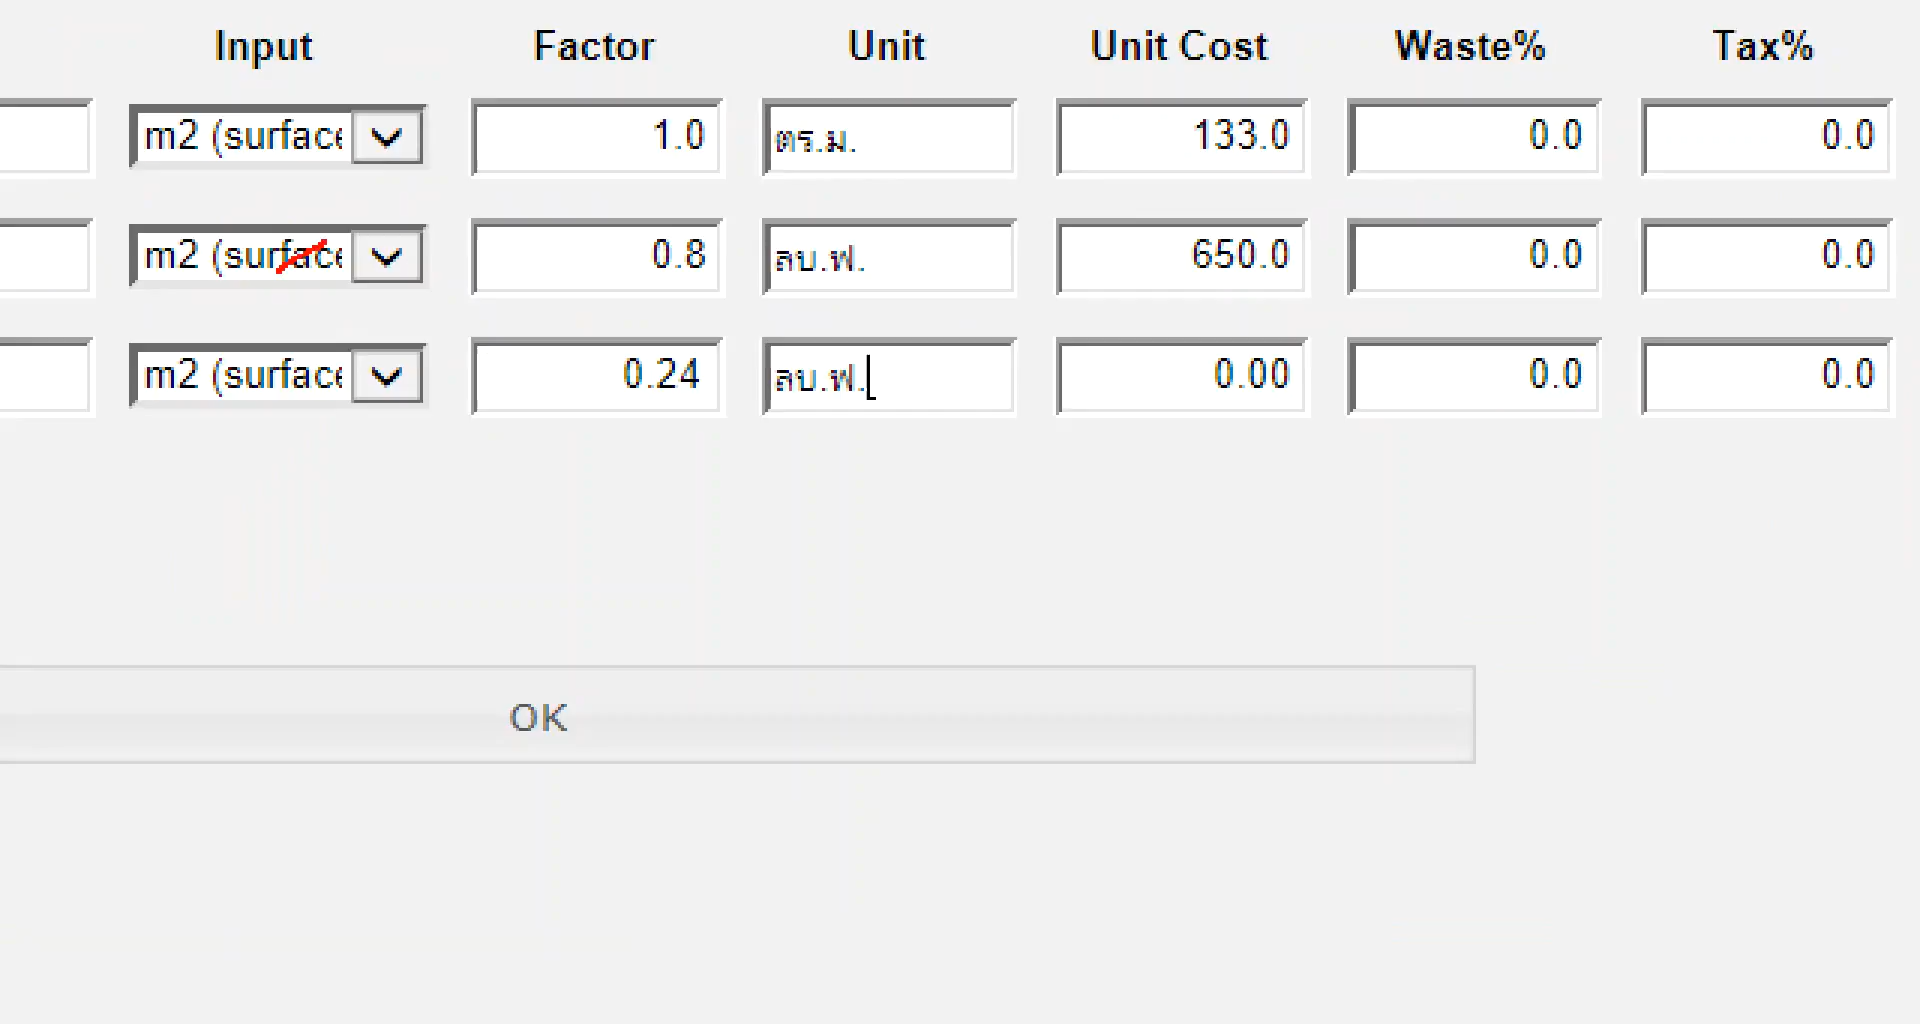 Input Factor Unit Unit Cost Waste% Tax%
m2 (surface 1.0 ตร.ม. 133.0 0.0 0.0
m2 (surface 0.8 ลบ.ฟ. 650.0 0.0 0.0
m2 (surface 0.24 ลบ.ฟ. 0.00 0.0 0.0
OK